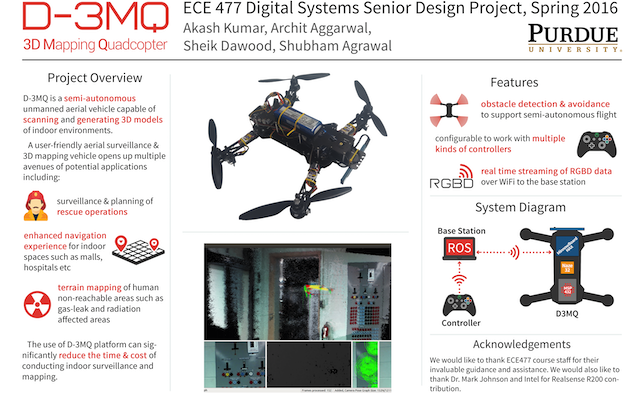 D-3MQ
3D Mapping Quadcopter
ECE 477 Digital Systems Senior Design Project, Spring 2016
Akash Kumar, Archit Aggarwal,
Sheik Dawood, Shubham Agrawal
PURDUE
UNIVERSITY
Project Overview
D-3MQ is a semi-autonomous
unmanned aerial vehicle capable of
scanning and generating 3D models
of indoor environments.
A user-friendly aerial surveillance &
3D mapping vehicle opens up multiple
avenues of potential applications
including:
surveillance & planning of
rescue operations
enhanced navigation
experience for indoor
spaces such as malls,
hospitals etc
terrain mapping of human
non-reachable areas such as
gas-leak and radiation
affected areas
The use of D-3MQ platform can sig-
nificantly reduce the time & cost of
conducting indoor surveillance and
mapping.
Features
obstacle detection & avoidance
to support semi-autonomous flight
configurable to work with multiple
kinds of controllers
RGBD
real time streaming of RGBD data
over WiFi to the base station
System Diagram
Base Station
ROS
Controller
MSP
432
D3MQ
Acknowledgements
We would like to thank ECE477 course staff for their
invaluable guidance and assistance. We would also like to
thank Dr. Mark Johnson and Intel for Realsense R200 con-
tribution.